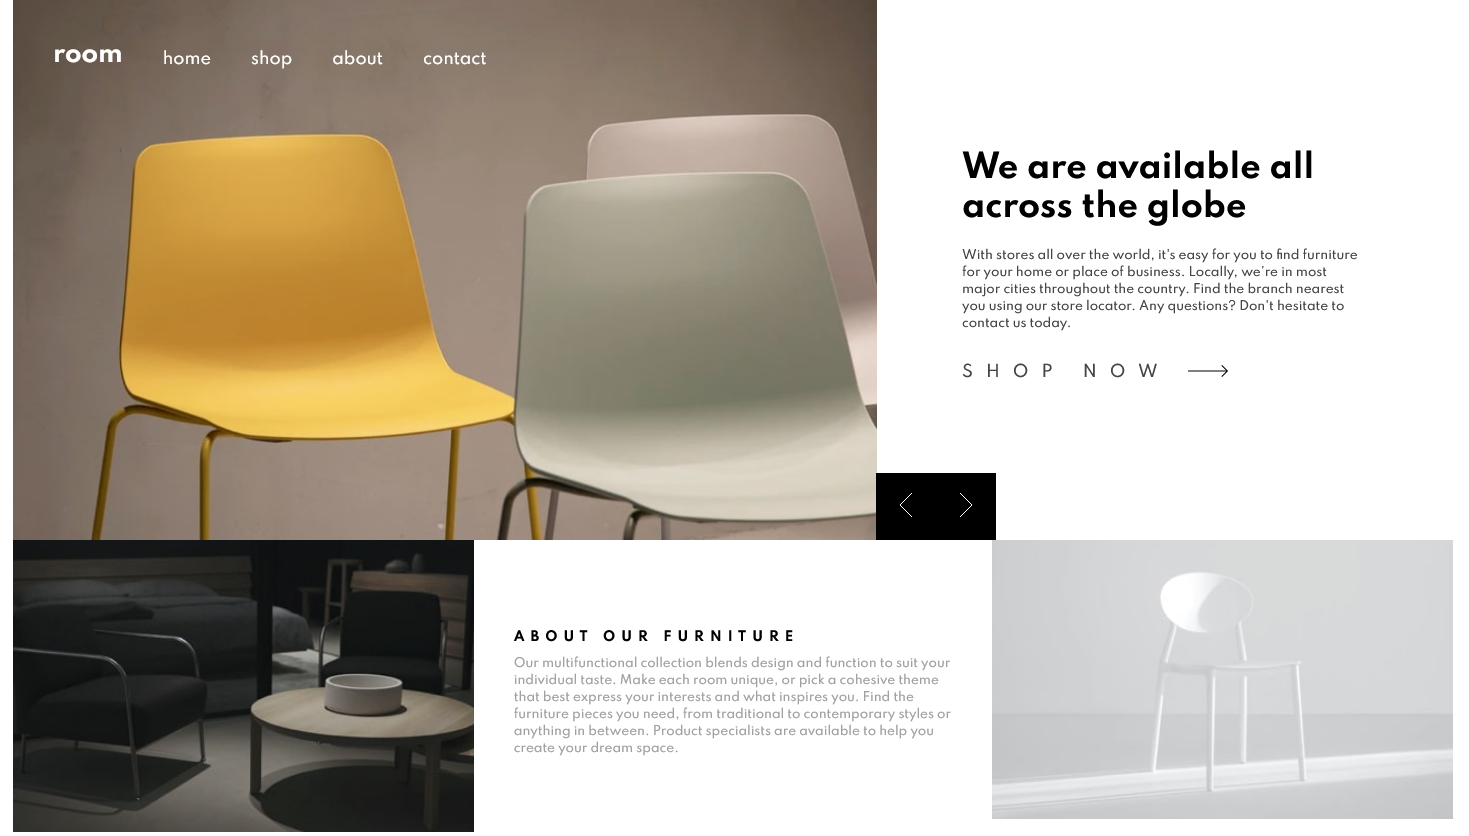 room
home shop about contact
We are available all
across the globe
With stores all over the world, it's easy for you to find furniture
for your home or place of business. Locally, we’re in most
major cities throughout the country. Find the branch nearest
you using our store locator. Any questions? Don't hesitate to
contact us today.
SHOP NOW
ABOUT OUR FURNITURE
Our multifunctional collection blends design and function to suit your
individual taste. Make each room unique, or pick a cohesive theme
that best express your interests and what inspires you. Find the
furniture pieces you need, from traditional to contemporary styles or
anything in between. Product specialists are available to help you
create your dream space.